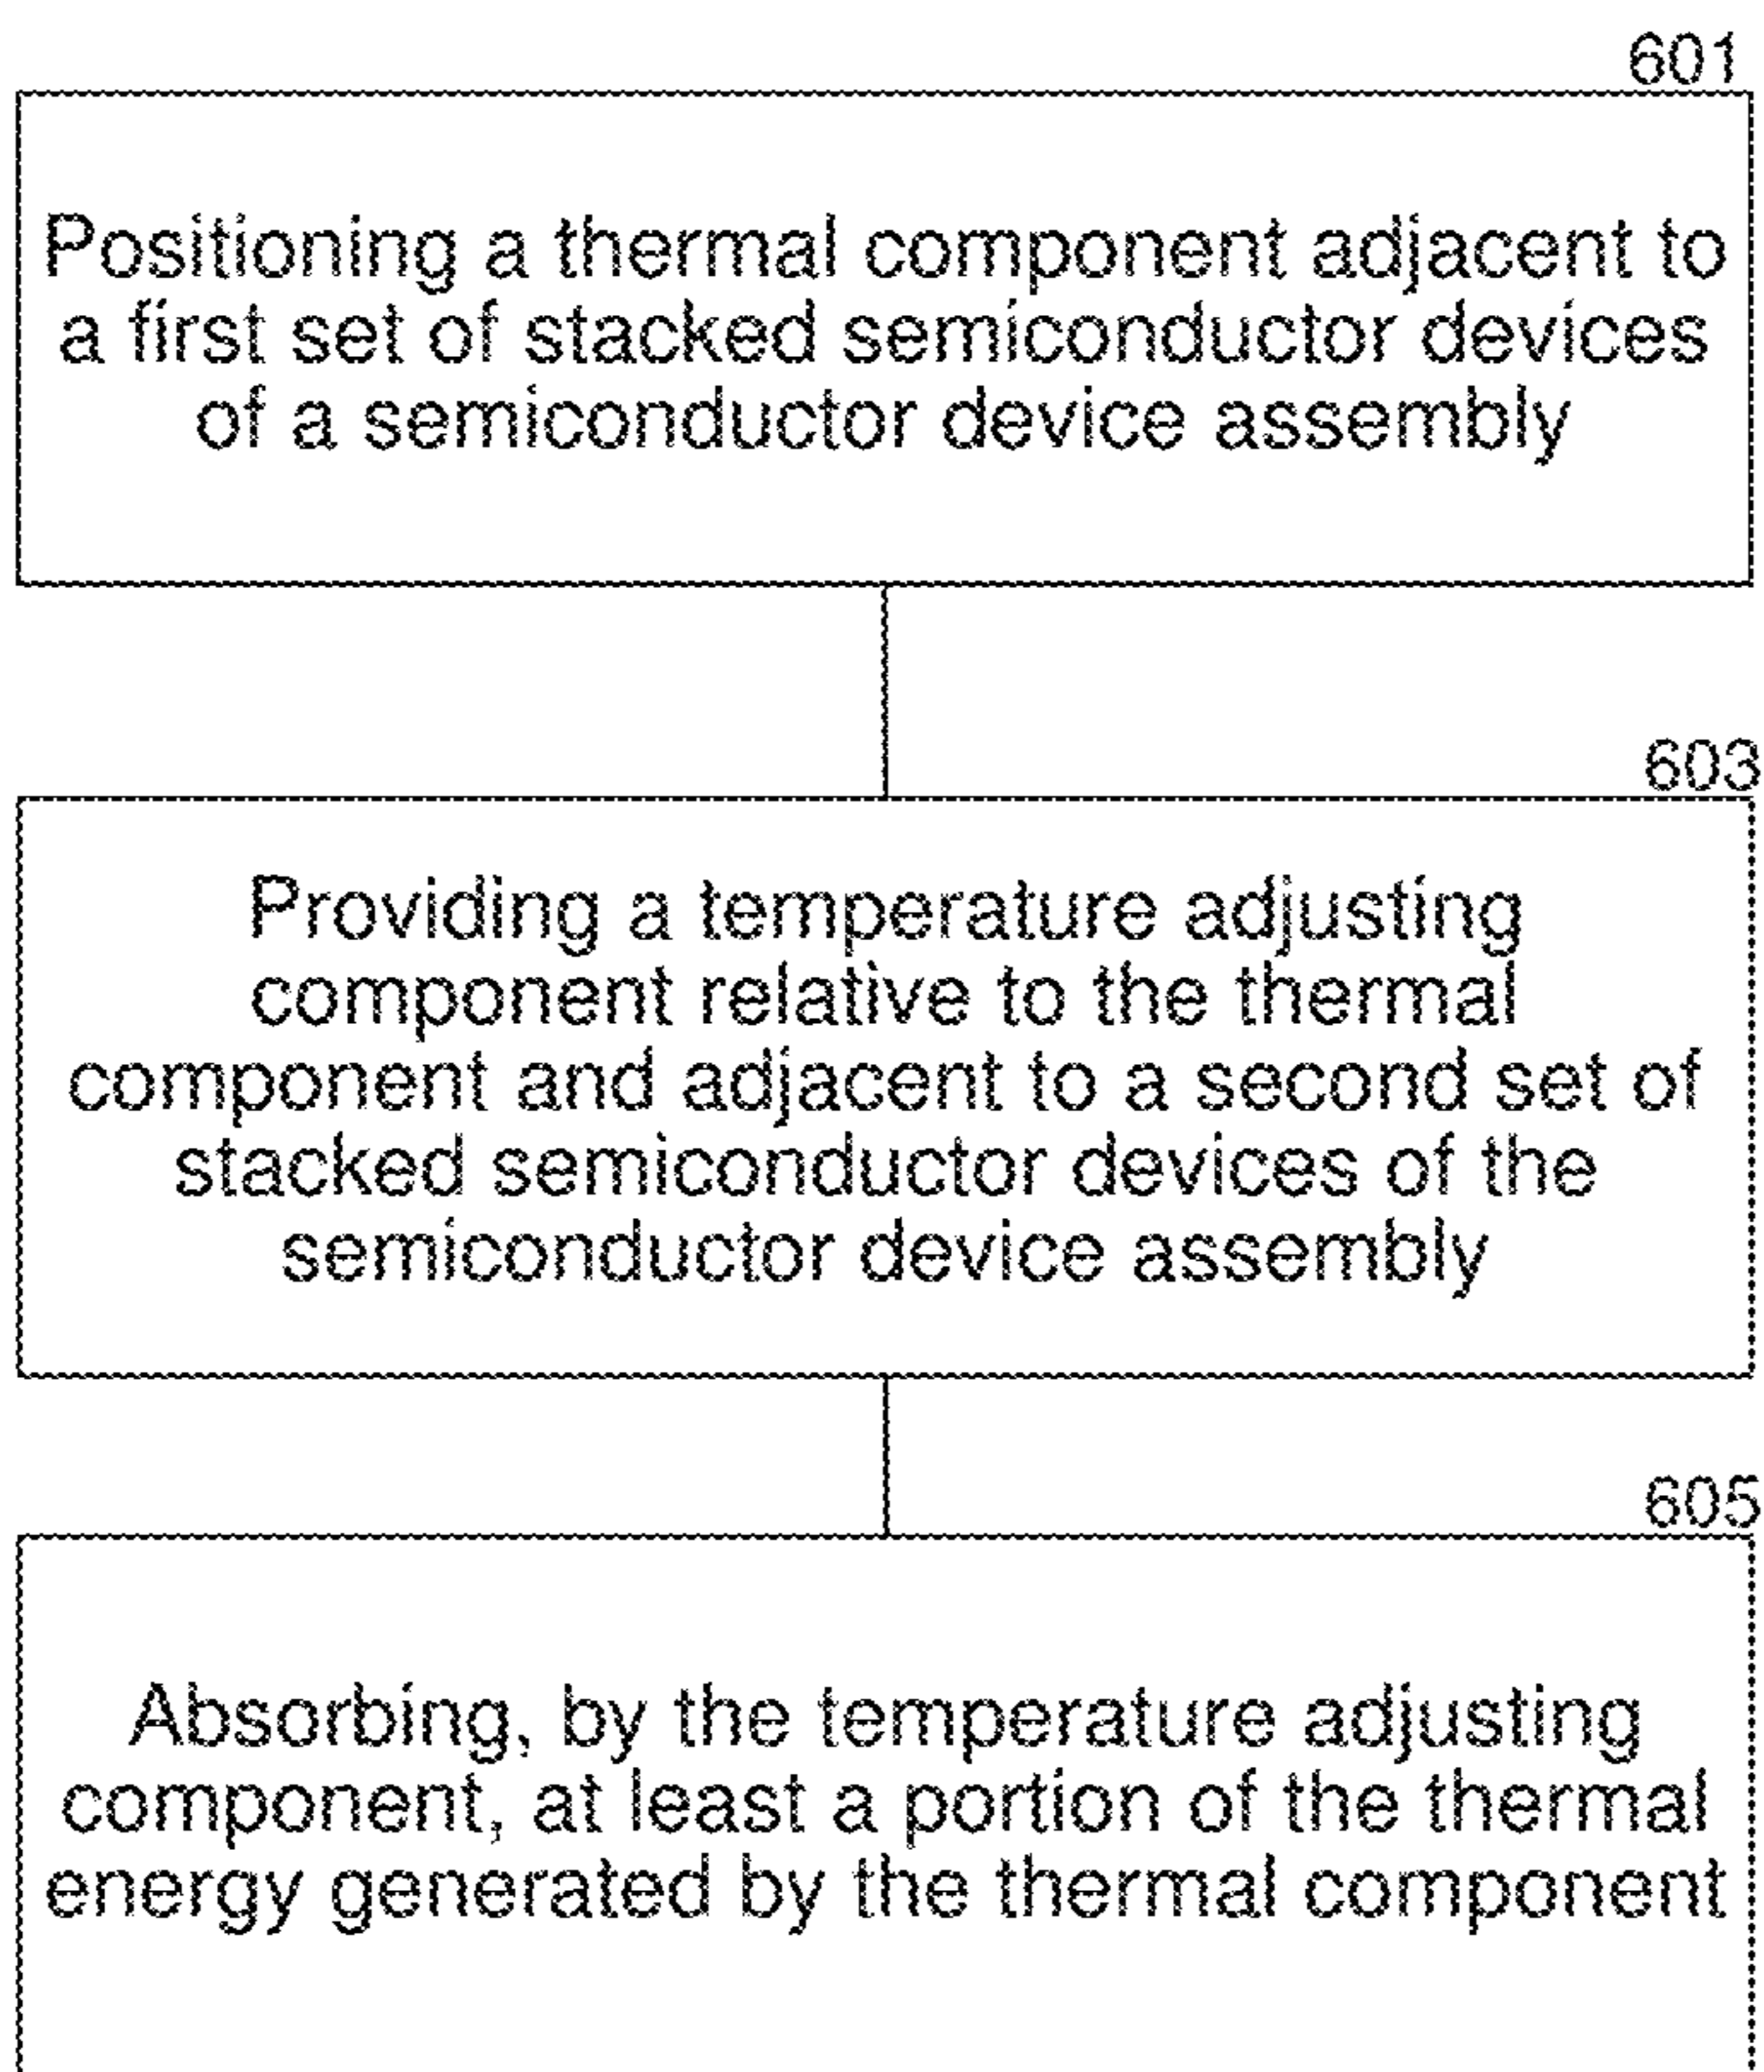 601
Positioning a thermal component adjacent to
a first set of stacked semiconductor devices
of a semiconductor device assembly
603
Providing a temperature adjusting
component relative to the thermal
component and adjacent to a second set of
stacked semiconductor devices of the
semiconductor device assembly
605
Absorbing, by the temperature adjusting
component, at least a portion of the thermal
energy generated by the thermal component